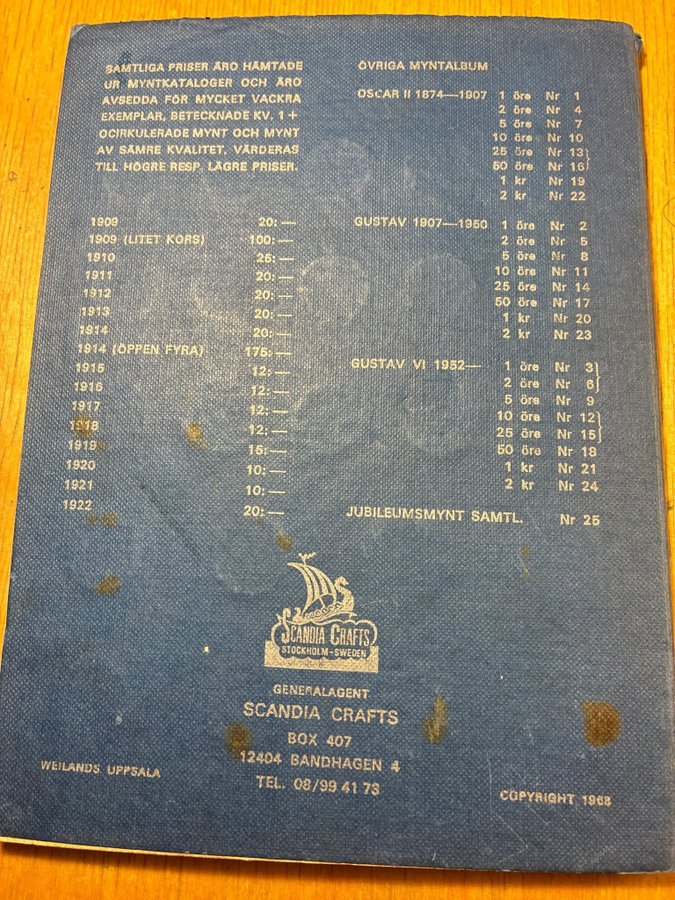 SAMTLIGA PRISER ÄRO HÄMTADE
UR MYNTKATALOGER OCH ÄRO
AVSEDDA FÖR MYCKET VACKRA
EXEMPLAR, BETECKNADE KV. 1+
OCIRKULERADE MYNT OCH MYNT
AV SÄMRE KVALITET, VÄRDERAS
TILL HÖGRE RESP. LÄGRE PRISER.
1909 20:—
1909 (LITET KORS) 100:—
1910 25:—
1911 20:—
1912 20:—
1913 20:—
1914 20:—
1914 (ÖPPEN FYRA) 175:—
1915 12:—
1916 12:—
1917 12:—
1918 12:—
1919 15:—
1920 10:—
1921 10:—
1922 20:—
ÖVRIGA MYNTALBUM
OSCAR II 1874—1907 1 öre Nr 1
2 öre Nr 4
5 öre Nr 7
10 öre Nr 10
25 öre Nr 13}
50 öre Nr 16}
1 kr Nr 19
2 kr Nr 22
GUSTAV 1907—1950 1 öre Nr 2
2 öre Nr 5
5 öre Nr 8
10 öre Nr 11
25 öre Nr 14
50 öre Nr 17
1 kr Nr 20
2 kr Nr 23
GUSTAV VI 1952— 1 öre Nr 3}
2 öre Nr 6}
5 öre Nr 9
10 öre Nr 12}
25 öre Nr 15}
50 öre Nr 18
1 kr Nr 21
2 kr Nr 24
JUBILEUMSMYNT SAMTL. Nr 25
SCANDIA CRAFTS
STOCKHOLM-SWEDEN
GENERALAGENT
SCANDIA CRAFTS
BOX 407
12404 BANDHAGEN 4
TEL. 08/99 41 73
WEILANDS UPPSALA
COPYRIGHT 1968